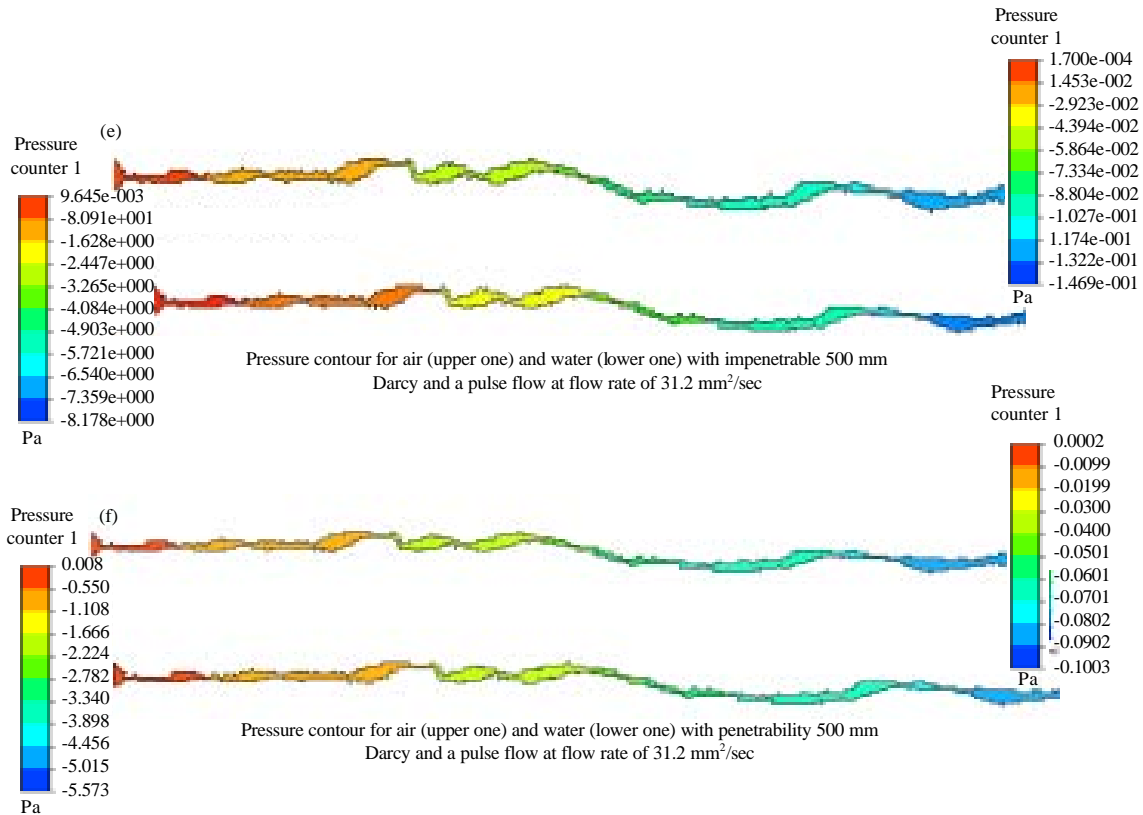 Pressure
counter 1
1.700e-004
1.453e-002
-2.923e-002
-4.394e-002
-5.864e-002
-7.334e-002
-8.804e-002
-1.027e-001
1.174e-001
-1.322e-001
-1.469e-001
Pa
(e)
Pressure
counter 1
9.645e-003
-8.091e+001
-1.628e+000
-2.447e+000
-3.265e+000
-4.084e+000
-4.903e+000
-5.721e+000
-6.540e+000
-7.359e+000
-8.178e+000
Pa
Pressure contour for air (upper one) and water (lower one) with impenetrable 500 mm
Darcy and a pulse flow at flow rate of 31.2 mm²/sec
Pressure
counter 1
0.0002
-0.0099
-0.0199
-0.0300
-0.0400
-0.0501
-0.0601
-0.0701
-0.0802
-0.0902
-0.1003
Pa
(f)
Pressure
counter 1
0.008
-0.550
-1.108
-1.666
-2.224
-2.782
-3.340
-3.898
-4.456
-5.015
-5.573
Pa
Pressure contour for air (upper one) and water (lower one) with penetrability 500 mm
Darcy and a pulse flow at flow rate of 31.2 mm²/sec